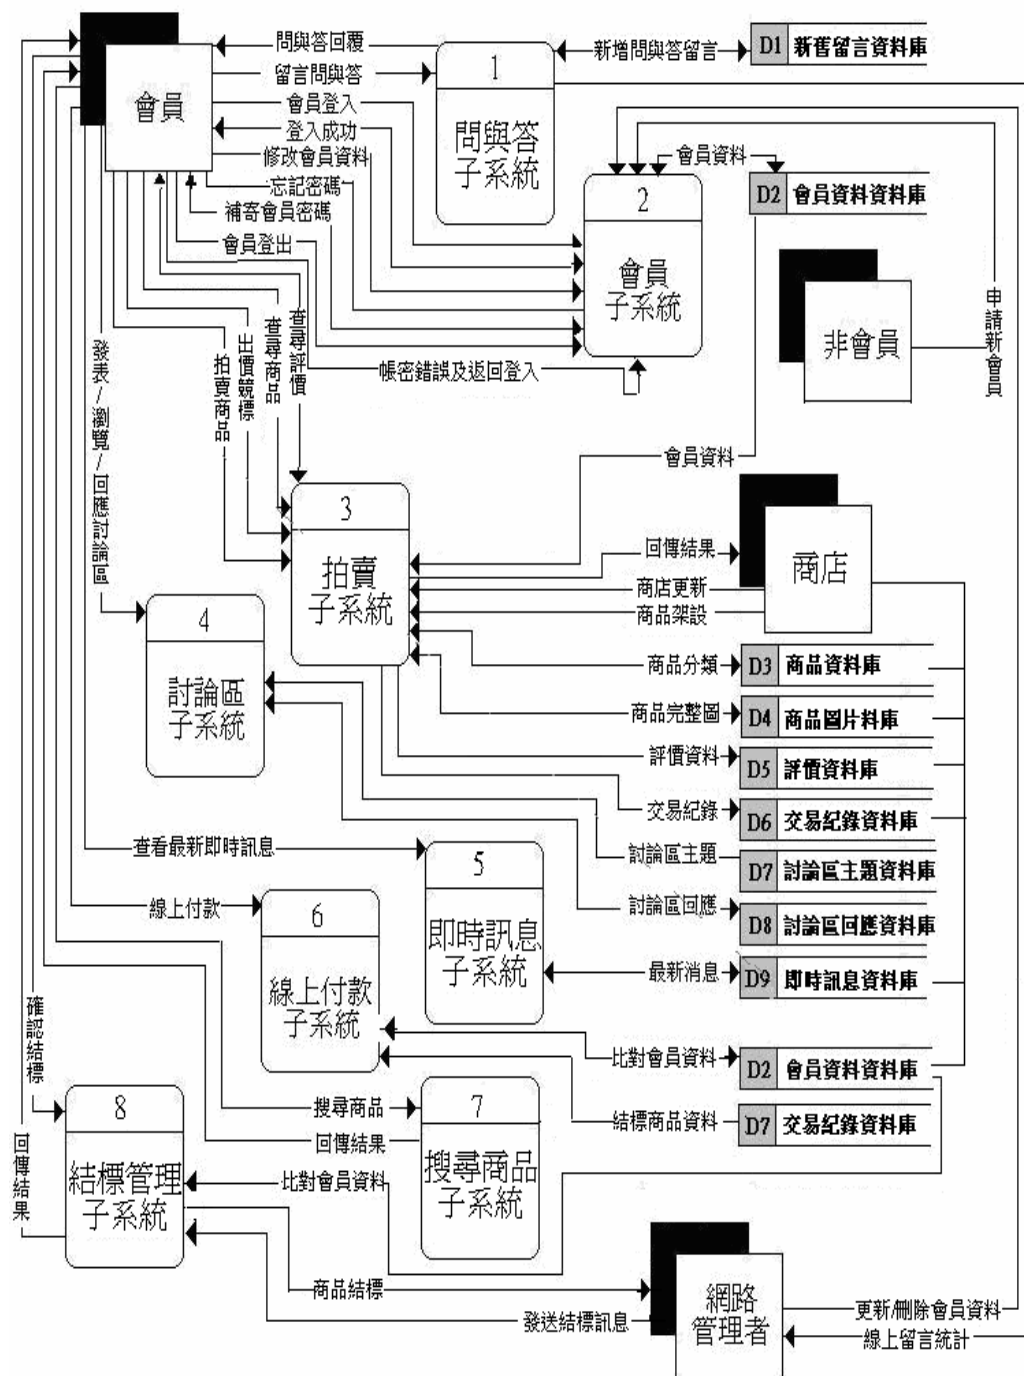 問與答回覆
留言問與答
會員登入
登入成功
修改會員資料
忘記密碼
補寄會員密碼
會員登出
會員
1
問與答
子系統
新增問與答留言
D1 新舊留言資料庫
會員資料
D2 會員資料資料庫
2
會員
子系統
非會員
申請新會員
帳密錯誤及返回登入
查尋評價
查尋商品
出價競標
拍賣商品
發表/瀏覽/回應討論區
會員資料
3
拍賣
子系統
回傳結果
商店更新
商品架設
商店
4
討論區
子系統
商品分類
D3 商品資料庫
商品完整圖
D4 商品圖片料庫
評價資料
D5 評價資料庫
交易紀錄
D6 交易紀錄資料庫
討論區主題
D7 討論區主題資料庫
討論區回應
D8 討論區回應資料庫
最新消息
D9 即時訊息資料庫
查看最新即時訊息
5
即時訊息
子系統
線上付款
6
線上付款
子系統
比對會員資料
D2 會員資料資料庫
結標商品資料
D7 交易紀錄資料庫
確認結標
回傳結果
搜尋商品
回傳結果
7
搜尋商品
子系統
8
結標管理
子系統
比對會員資料
商品結標
發送結標訊息
網路
管理者
更新/刪除會員資料
線上留言統計